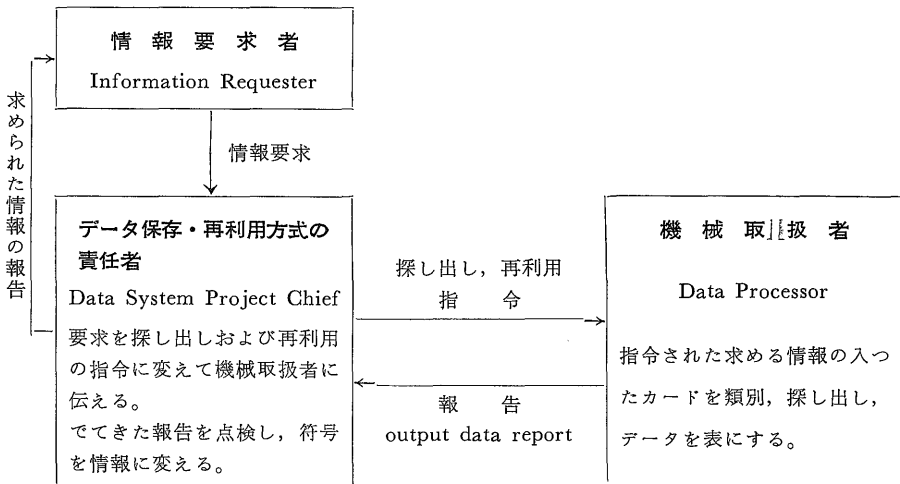 情報要求者
Information Requester
求められた情報の報告
情報要求
データ保存・再利用方式の
責任者
Data System Project Chief
要求を探し出しおよび再利用
の指令に変えて機械取扱者に
伝える。
でてきた報告を点検し，符号
を情報に変える。
探し出し，再利用
指令
報告
output data report
機械取扱者
Data Processor
指令された求める情報の入つ
たカードを類別，探し出し，
データを表にする。